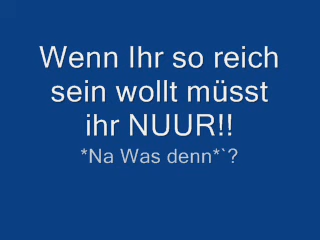 Wenn Ihr so reich
sein wollt müsst
ihr NUUR!!
*Na Was denn*`?